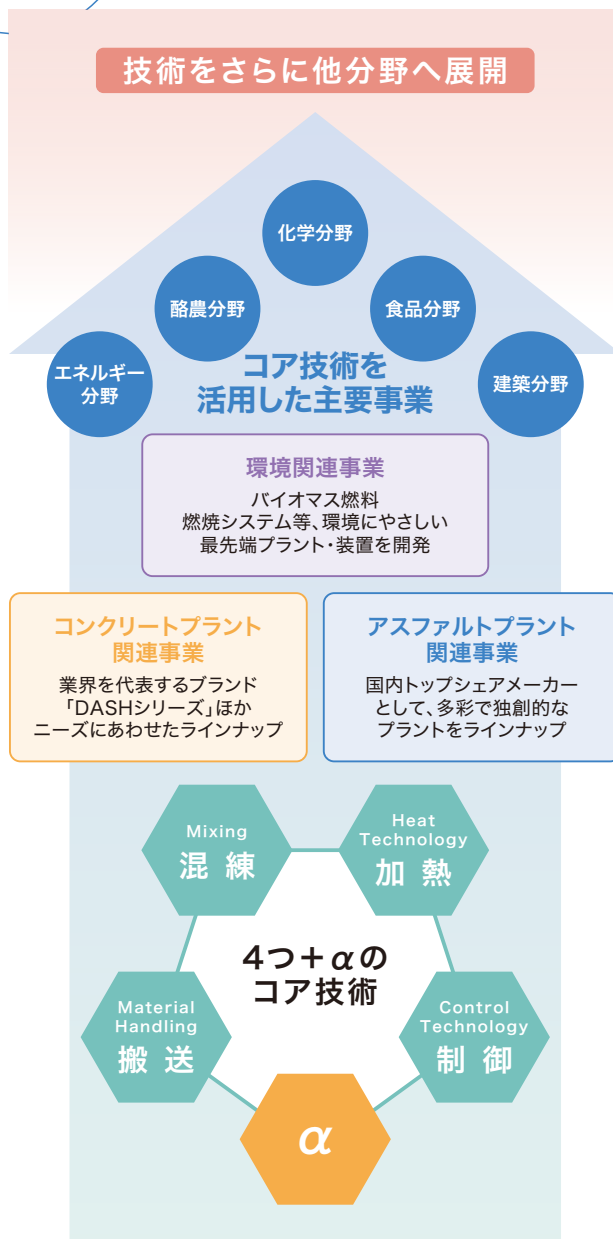 技術をさらに他分野へ展開
化学分野
酪農分野
食品分野
エネルギー
分野
建築分野
コア技術を
活用した主要事業
環境関連事業
バイオマス燃料
燃焼システム等、環境にやさしい
最先端プラント・装置を開発
コンクリートプラント
関連事業
業界を代表するブランド
「DASHシリーズ」ほか
ニーズにあわせたラインナップ
アスファルトプラント
関連事業
国内トップシェアメーカー
として、多彩で独創的な
プラントをラインナップ
Mixing
混練
Heat
Technology
加熱
4つ+αの
コア技術
Material
Handling
搬送
Control
Technology
制御
α